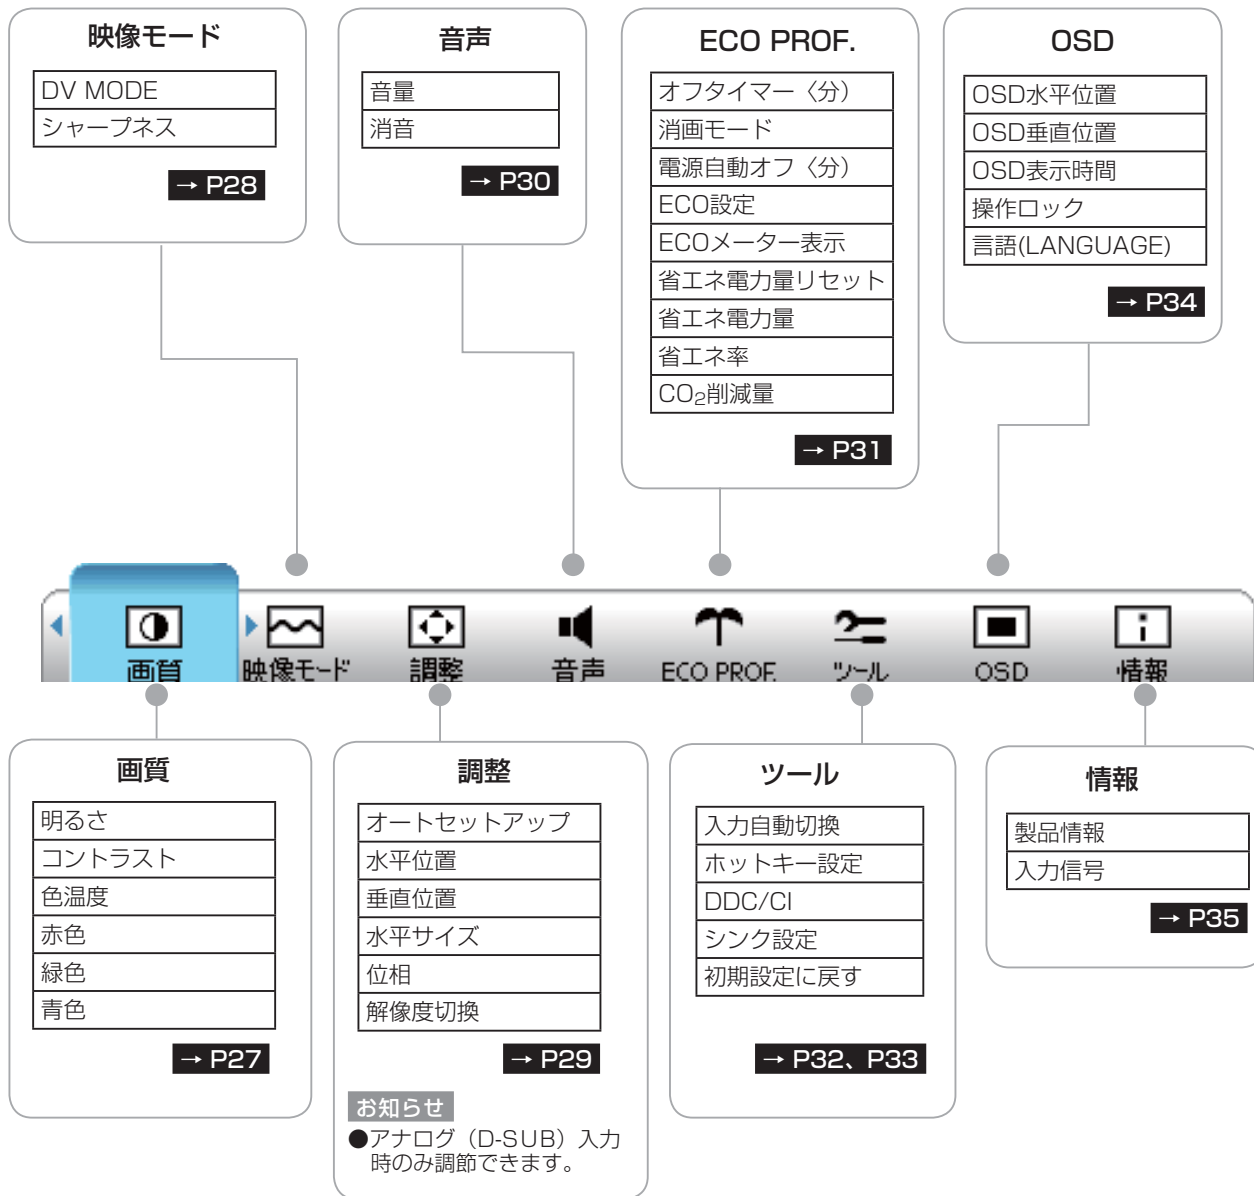 映像モード
DV MODE
シャープネス
→ P28
音声
音量
消音
→ P30
ECO PROF.
オフタイマー〈分〉
消画モード
電源自動オフ〈分〉
ECO設定
ECOメーター表示
省エネ電力量リセット
省エネ電力量
省エネ率
CO₂削減量
→ P31
OSD
OSD水平位置
OSD垂直位置
OSD表示時間
操作ロック
言語(LANGUAGE)
→ P34
画質 映像モード 調整 音声 ECO PROF. ツール OSD 情報
画質
明るさ
コントラスト
色温度
赤色
緑色
青色
→ P27
調整
オートセットアップ
水平位置
垂直位置
水平サイズ
位相
解像度切換
→ P29
お知らせ
●アナログ（D-SUB）入力
時のみ調節できます。
ツール
入力自動切換
ホットキー設定
DDC/CI
シンク設定
初期設定に戻す
→ P32、P33
情報
製品情報
入力信号
→ P35